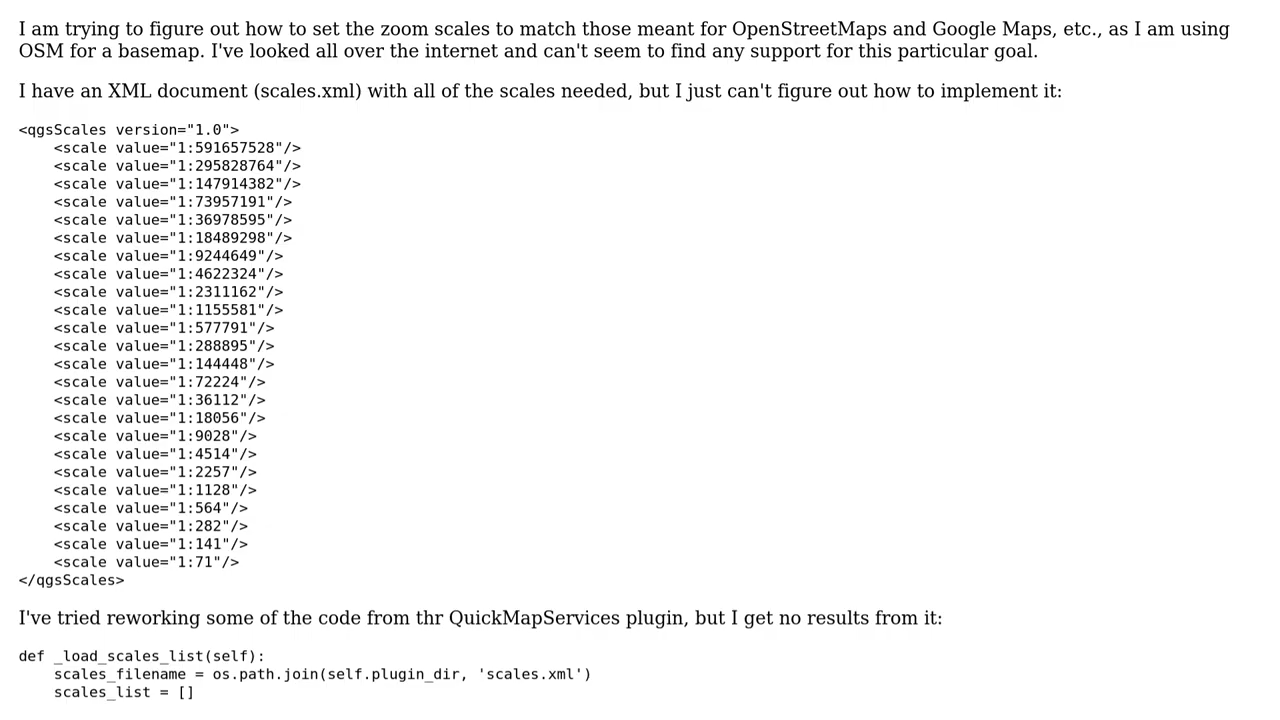 I am trying to figure out how to set the zoom scales to match those meant for OpenStreetMaps and Google Maps, etc., as I am using
OSM for a basemap. I've looked all over the internet and can't seem to find any support for this particular goal.
I have an XML document (scales.xml) with all of the scales needed, but I just can't figure out how to implement it:
<qgsScales version="1.0">
    <scale value="1:591657528"/>
    <scale value="1:295828764"/>
    <scale value="1:147914382"/>
    <scale value="1:73957191"/>
    <scale value="1:36978595"/>
    <scale value="1:18489298"/>
    <scale value="1:9244649"/>
    <scale value="1:4622324"/>
    <scale value="1:2311162"/>
    <scale value="1:1155581"/>
    <scale value="1:577791"/>
    <scale value="1:288895"/>
    <scale value="1:144448"/>
    <scale value="1:72224"/>
    <scale value="1:36112"/>
    <scale value="1:18056"/>
    <scale value="1:9028"/>
    <scale value="1:4514"/>
    <scale value="1:2257"/>
    <scale value="1:1128"/>
    <scale value="1:564"/>
    <scale value="1:282"/>
    <scale value="1:141"/>
    <scale value="1:71"/>
</qgsScales>
I've tried reworking some of the code from thr QuickMapServices plugin, but I get no results from it:
def _load_scales_list(self):
    scales_filename = os.path.join(self.plugin_dir, 'scales.xml')
    scales_list = []